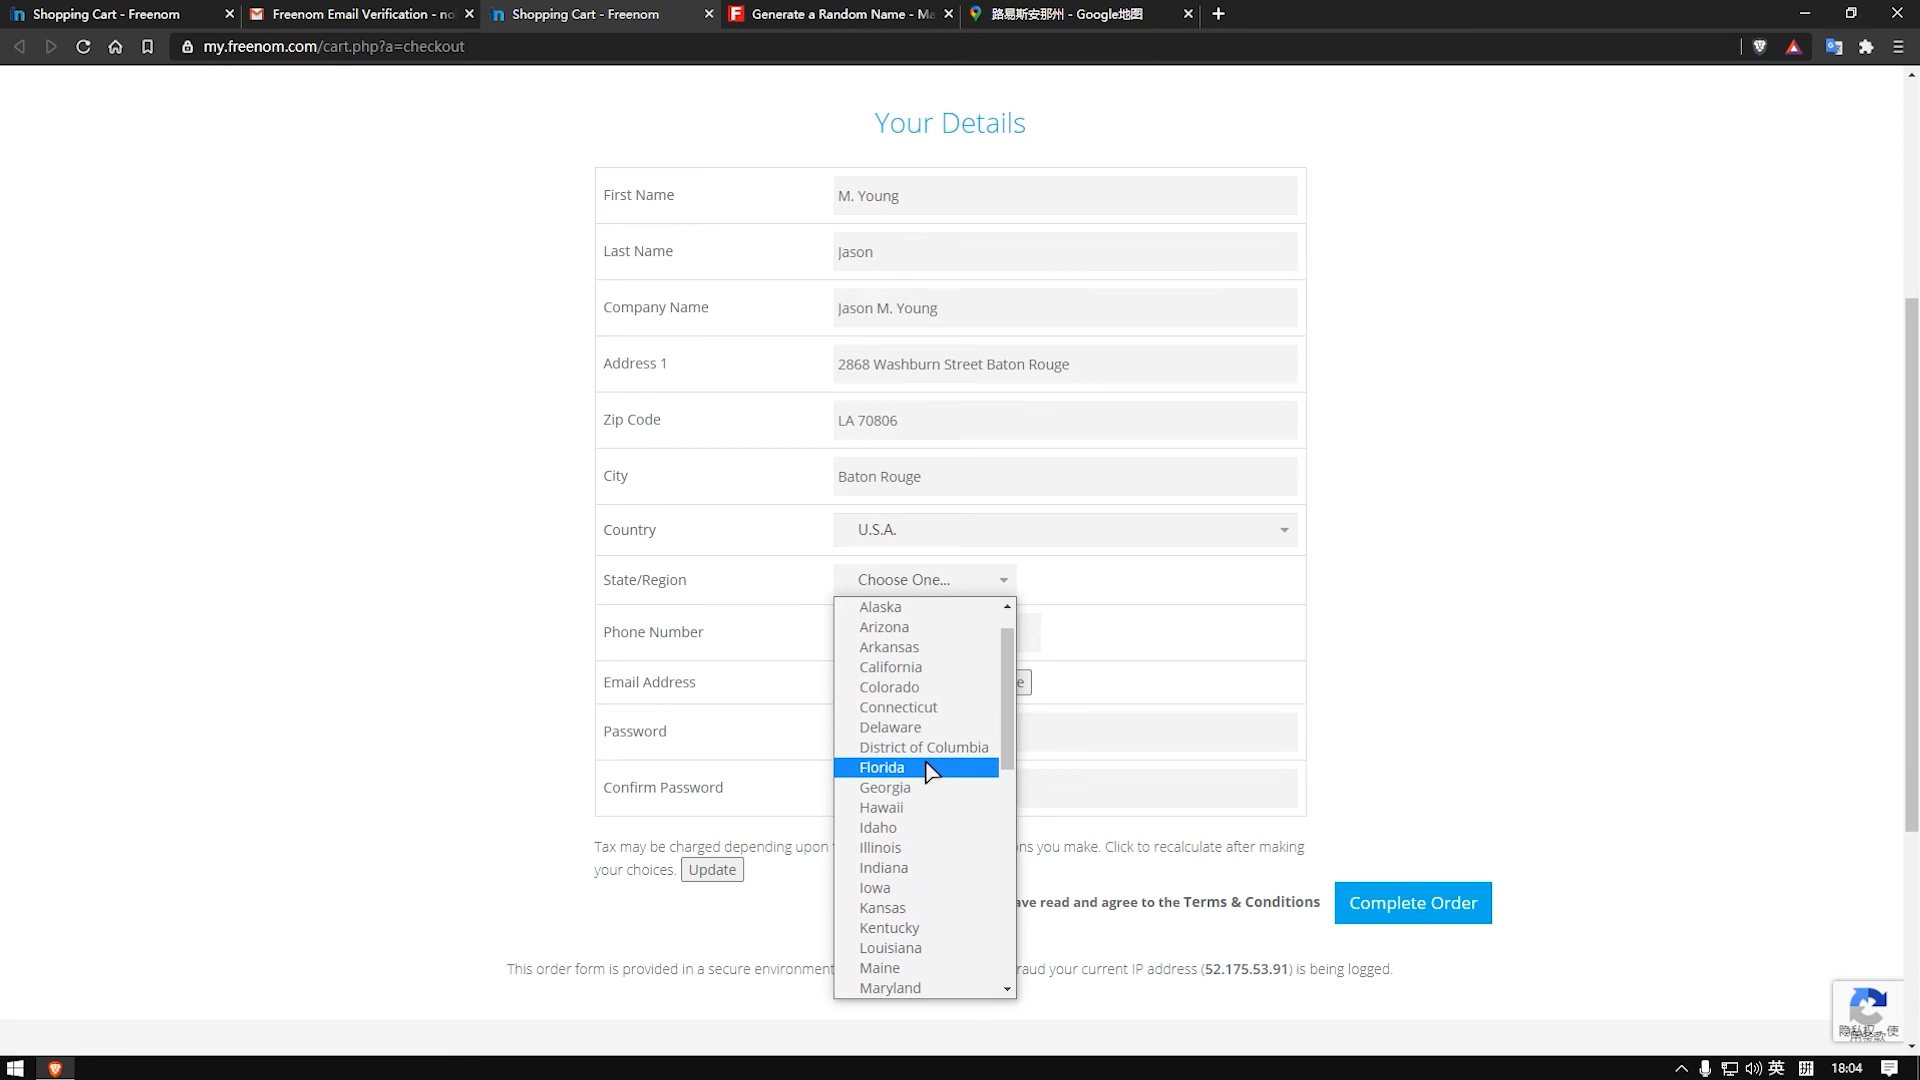 Shopping Cart - Freenom
Freenom Email Verification - no
Shopping Cart - Freenom
Generate a Random Name - Ma
路易斯安那州 - Google地图
my.freenom.com/cart.php?a=checkout
Your Details
First Name
M. Young
Last Name
Jason
Company Name
Jason M. Young
Address 1
2868 Washburn Street Baton Rouge
Zip Code
LA 70806
City
Baton Rouge
Country
U.S.A.
State/Region
Choose One...
Alaska
Arizona
Arkansas
Phone Number
California
Colorado
Email Address
e
Connecticut
Delaware
Password
District of Columbia
Florida
Georgia
Confirm Password
Hawaii
Idaho
Illinois
Indiana
Iowa
Kansas
Kentucky
Louisiana
Maine
Maryland
Tax may be charged depending upon
ns you make. Click to recalculate after making
your choices. Update
ave read and agree to the Terms & Conditions
Complete Order
This order form is provided in a secure environment
raud your current IP address (52.175.53.91) is being logged.
英
拼
18:04